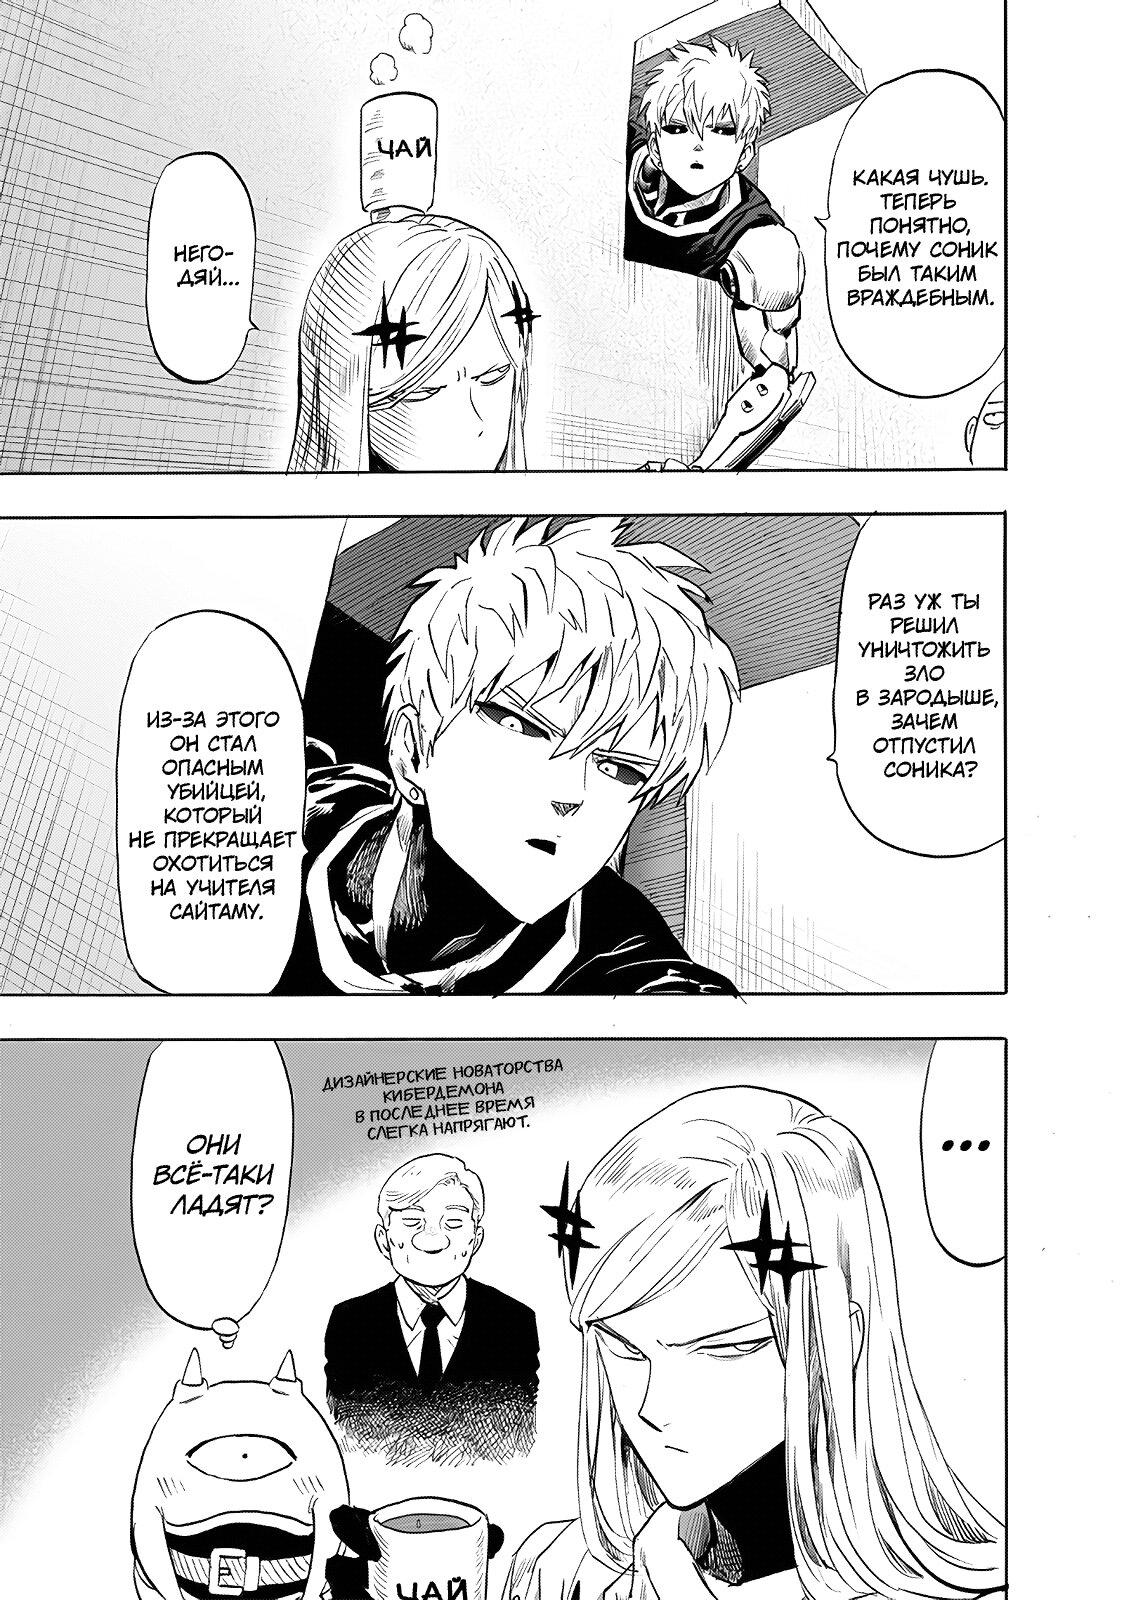 КАКАЯ ЧУШЬ.
ТЕПЕРЬ
ПОНЯТНО,
ПОЧЕМУ СОНИК
БЫЛ ТАКИМ
ВРАЖДЕБНЫМ.
ЧАЙ
НЕГО-
ДЯЙ...
РАЗ УЖ ТЫ
РЕШИЛ
УНИЧТОЖИТЬ
ЗЛО
В ЗАРОДЫШЕ,
ЗАЧЕМ
ОТПУСТИЛ
СОНИКА?
ИЗ-ЗА ЭТОГО
ОН СТАЛ
ОПАСНЫМ
УБИЙЦЕЙ,
КОТОРЫЙ
НЕ ПРЕКРАЩАЕТ
ОХОТИТЬСЯ
НА УЧИТЕЛЯ
САЙТАМУ.
...
ДИЗАЙНЕРСКИЕ НОВАТОРСТВА
КИБЕРДЕМОНА
В ПОСЛЕДНЕЕ ВРЕМЯ
СЛЕГКА НАПРЯГАЮТ.
ОНИ
ВСЁ-ТАКИ
ЛАДЯТ?
ЧАЙ